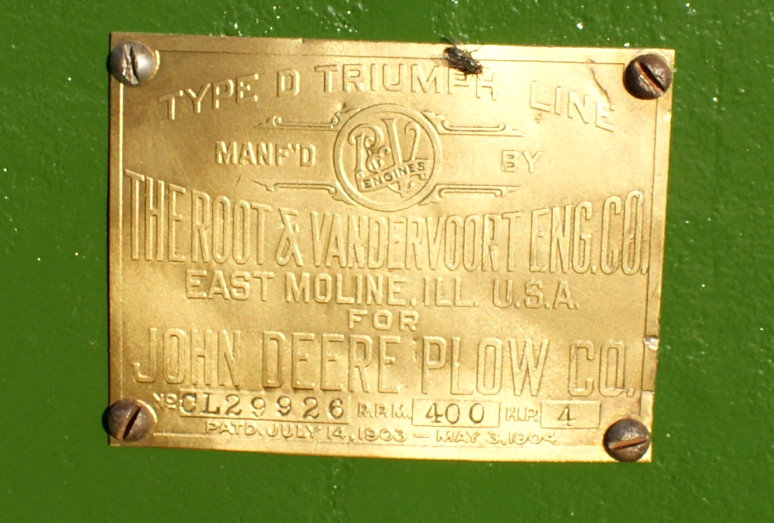 TYPE D TRIUMPH LINE
MANF'D R&V BY
ENGINES
THE ROOT & VANDERVOORT ENG. CO.
EAST MOLINE, ILL. U.S.A.
FOR
JOHN DEERE PLOW CO.
No. CL29926 R.P.M. 400 H.P. 4
PAT'D. JULY 14, 1903 — MAY 3, 1904